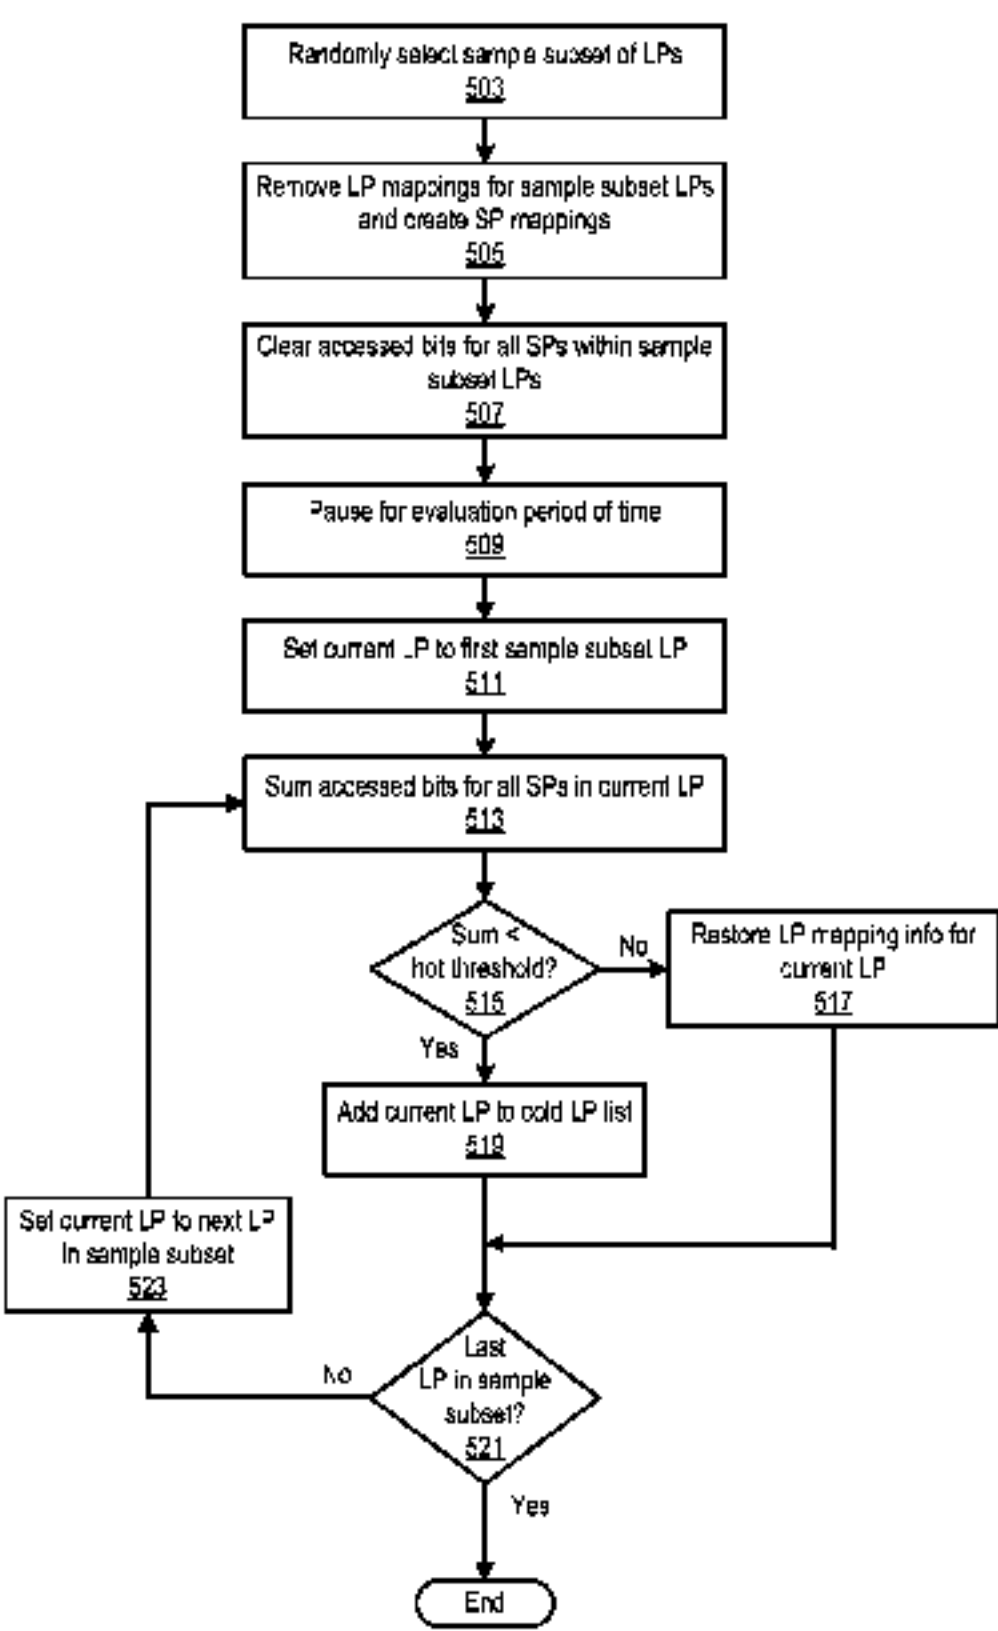 Randomly select sample subset of LPs
503
Remove LP mappings for sample subset LPs
and create SP mappings
505
Clear accessed bits for all SPs within sample
subset LPs
507
Pause for evaluation period of time
509
Set current LP to first sample subset LP
511
Sum accessed bits for all SPs in current LP
513
Sum <
hot threshold?
515
No
Restore LP mapping info for
current LP
517
Yes
Add current LP to cold LP list
519
Set current LP to next LP
in sample subset
523
Last
LP in sample
subset?
521
No
Yes
End